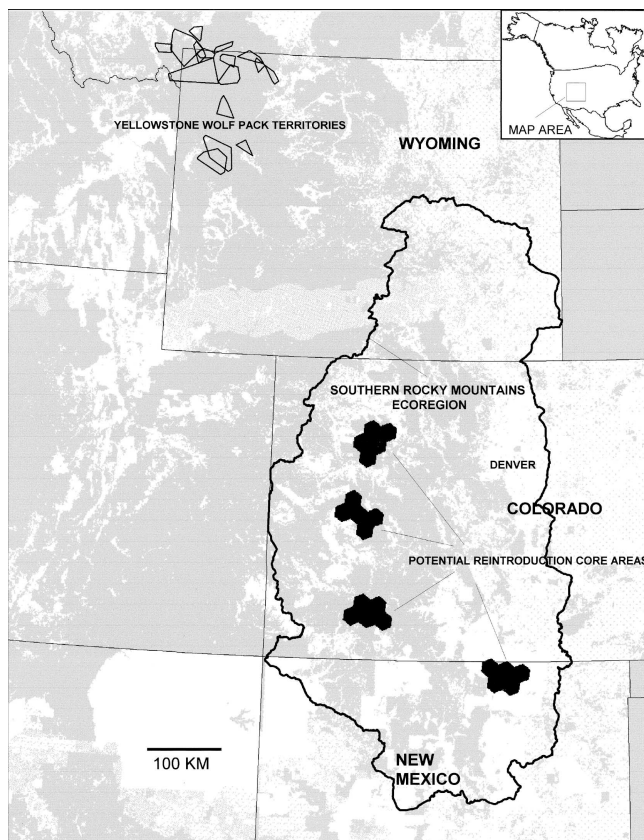 MAP AREA
YELLOWSTONE WOLF PACK TERRITORIES
WYOMING
SOUTHERN ROCKY MOUNTAINS
ECOREGION
DENVER
COLORADO
POTENTIAL REINTRODUCTION CORE AREAS
100 KM
NEW
MEXICO